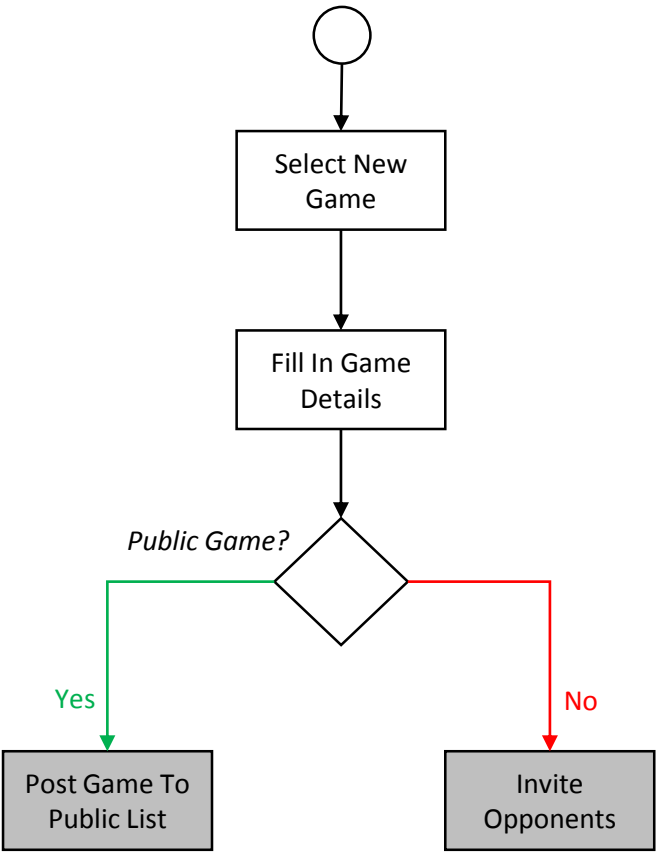 Select New
Game
Fill In Game
Details
Public Game?
Yes
No
Post Game To
Public List
Invite
Opponents